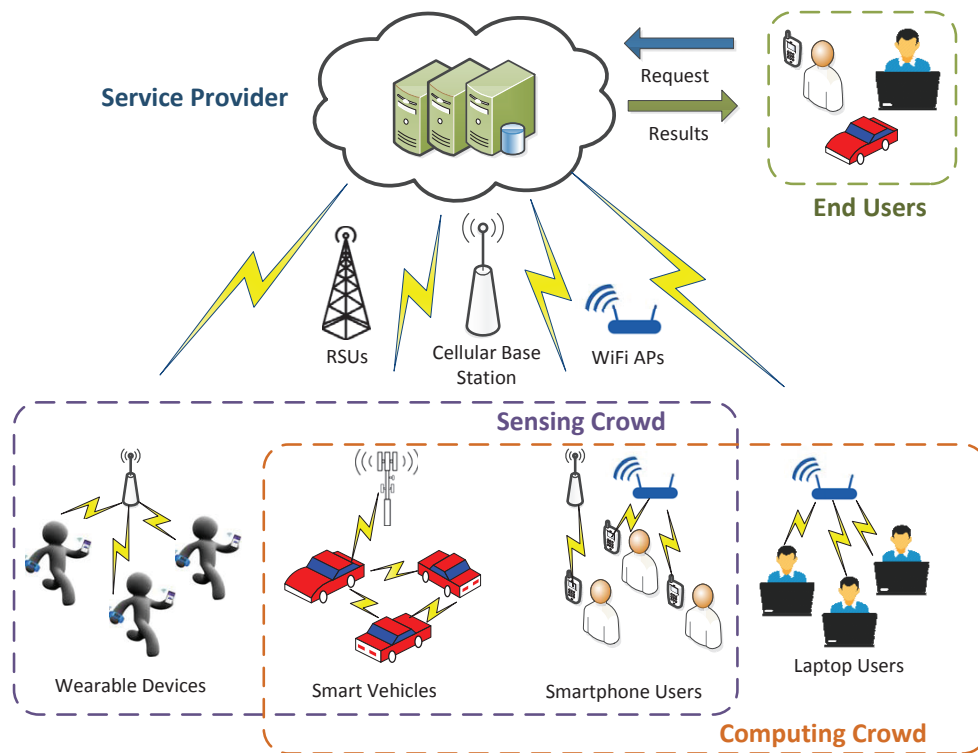 Service Provider
Request
Results
End Users
RSUs
Cellular Base
Station
WiFi APs
Sensing Crowd
Wearable Devices
Smart Vehicles
Smartphone Users
Laptop Users
Computing Crowd